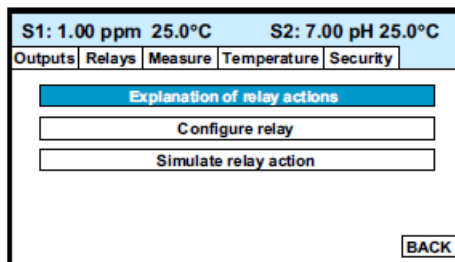 S1: 1.00 ppm 25.0°C S2: 7.00 pH 25.0°C
Outputs Relays Measure Temperature Security
Explanation of relay actions
Configure relay
Simulate relay action
BACK